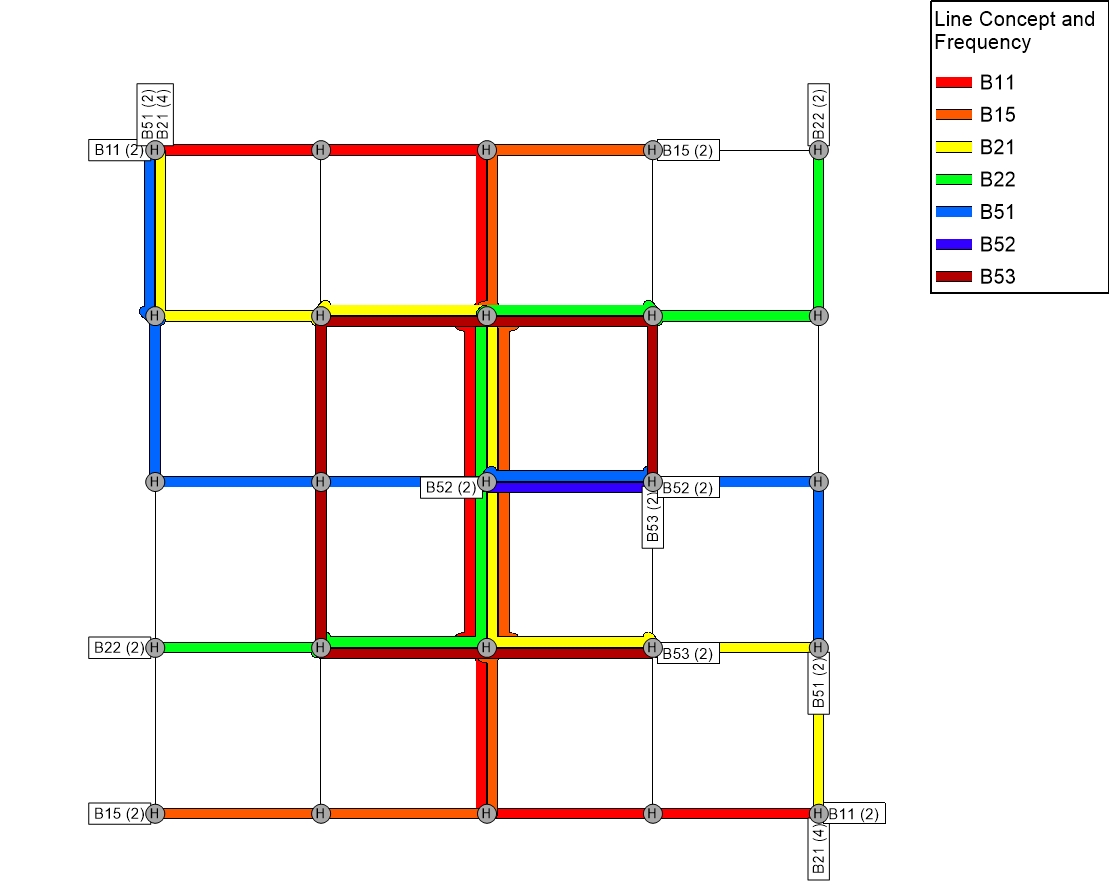 Line Concept and
Frequency
B11
B15
B21
B22
B51
B52
B53
B51 (2)
B21 (4)
B22 (2)
B11 (2)
H
H
H
H
B15 (2)
H
H
H
H
H
H
H
H
B52 (2)
H
H
B52 (2)
H
B53 (2)
B22 (2)
H
H
H
H
B53 (2)
H
B51 (2)
B15 (2)
H
H
H
H
H
B11 (2)
B21 (4)